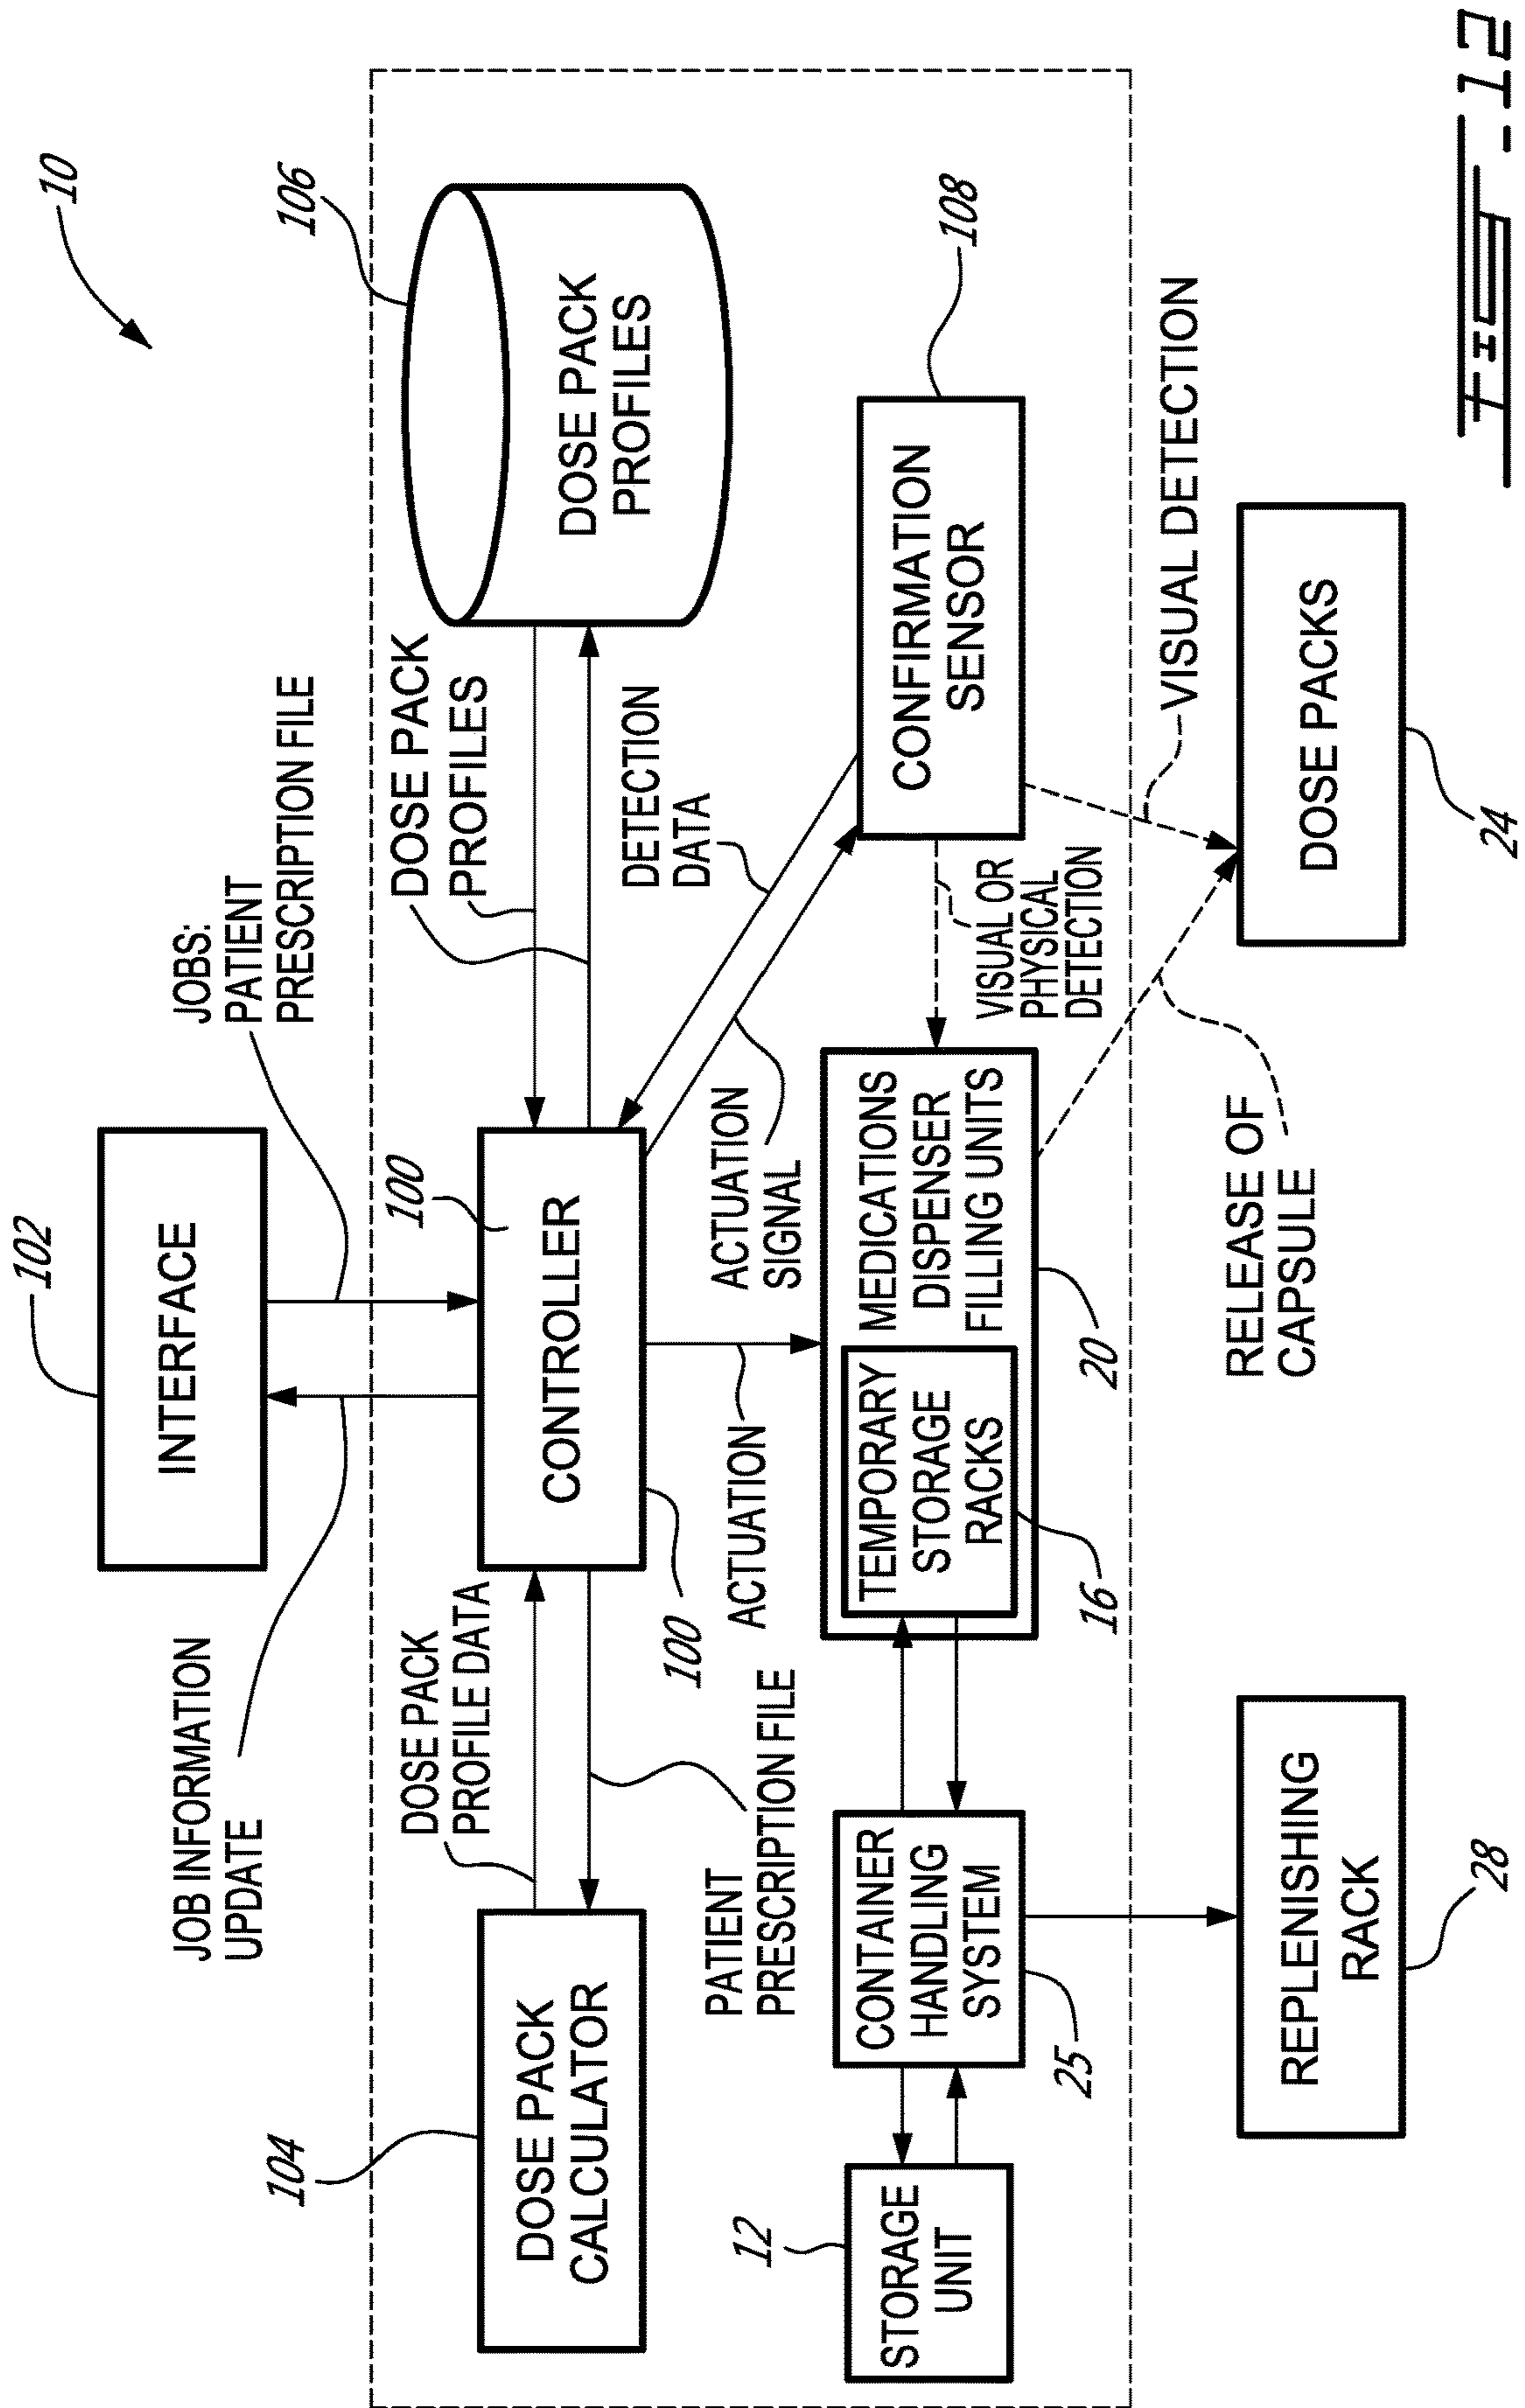 10
102
INTERFACE
JOB INFORMATION
UPDATE
JOBS:
PATIENT
PRESCRIPTION FILE
104
DOSE PACK
CALCULATOR
DOSE PACK
PROFILE DATA
PATIENT
PRESCRIPTION FILE
100
CONTROLLER
100
DOSE PACK
PROFILES
106
DOSE PACK
PROFILES
DETECTION
DATA
ACTUATION
ACTUATION
SIGNAL
108
CONFIRMATION
SENSOR
12
STORAGE
UNIT
CONTAINER
HANDLING
SYSTEM
25
TEMPORARY
STORAGE
RACKS
16
MEDICATIONS
DISPENSER
FILLING UNITS
20
VISUAL OR
PHYSICAL
DETECTION
VISUAL DETECTION
REPLENISHING
RACK
28
RELEASE OF
CAPSULE
DOSE PACKS
24
FIG-12